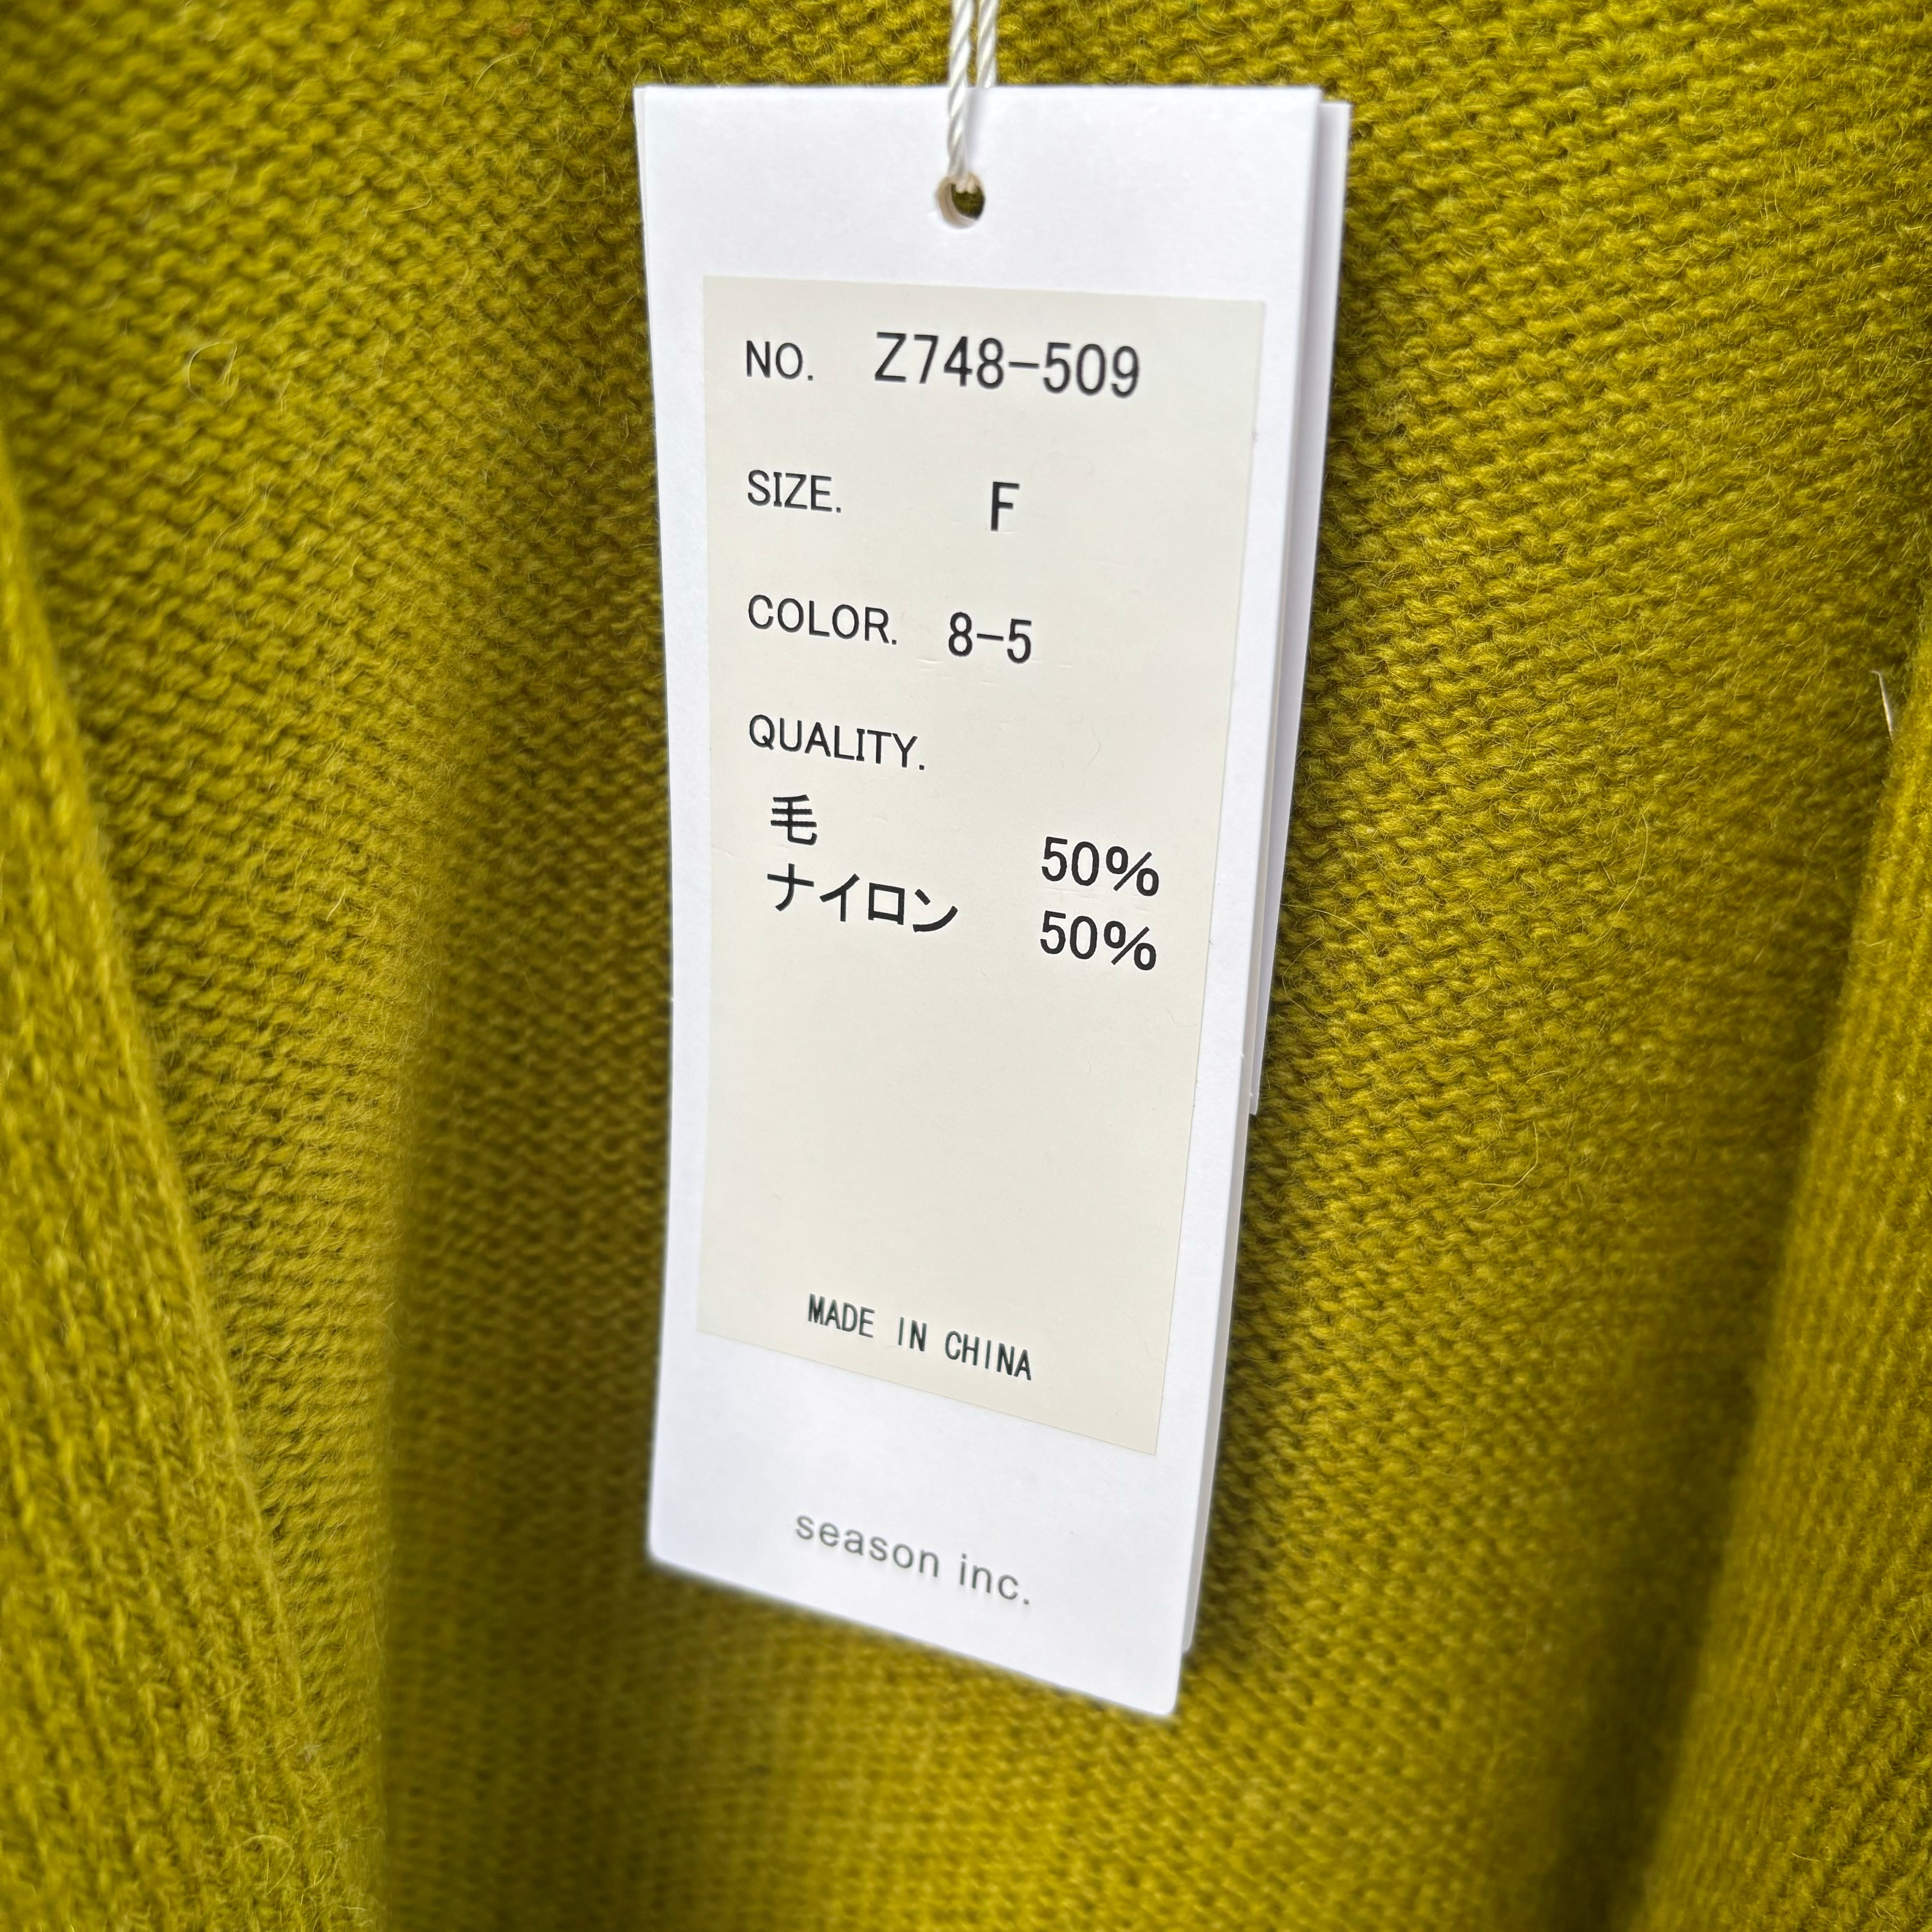 NO. Z748-509
SIZE. F
COLOR. 8-5
QUALITY.
毛 50%
ナイロン 50%
MADE IN CHINA
season inc.